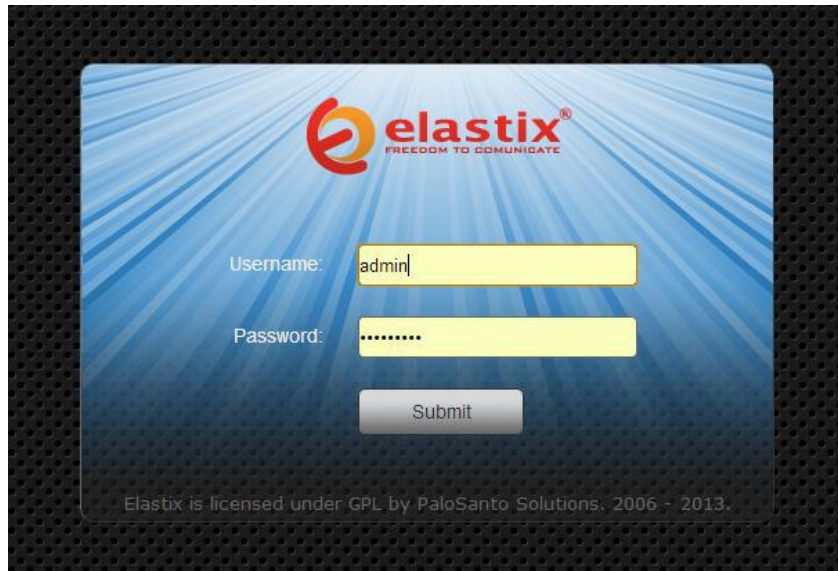 elastix®
FREEDOM TO COMUNICATE
Username: admin
Password: •••••••••
Submit
Elastix is licensed under GPL by PaloSanto Solutions. 2006 - 2013.